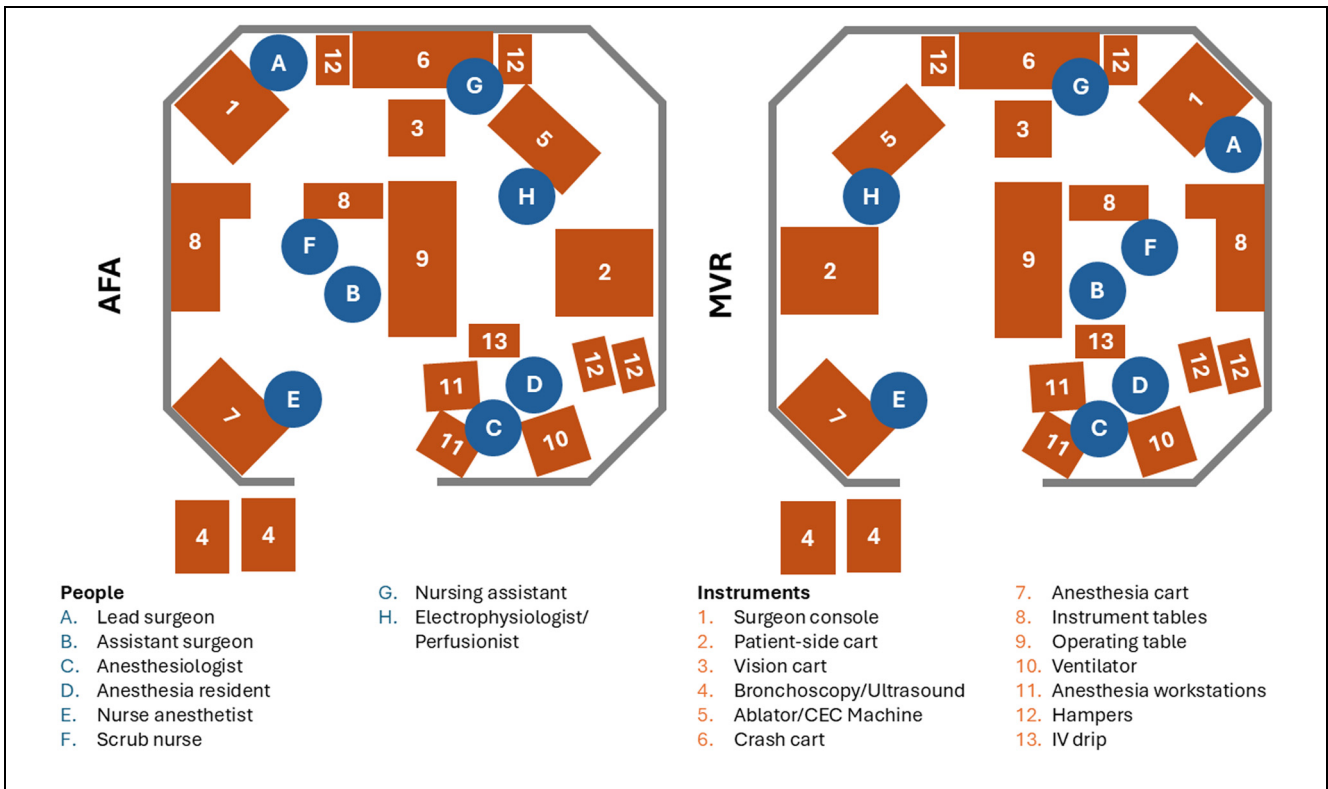 AFA
A
12
6
12
G
1
3
5
8
8
F
B
9
H
2
13
11
D
12
12
7
E
C
11
10
4
4
MVR
12
6
12
G
1
A
5
3
H
2
9
8
8
F
B
13
11
D
12
12
7
E
C
11
10
4
4
People
A. Lead surgeon
B. Assistant surgeon
C. Anesthesiologist
D. Anesthesia resident
E. Nurse anesthetist
F. Scrub nurse
G. Nursing assistant
H. Electrophysiologist/
Perfusionist
Instruments
1. Surgeon console
2. Patient-side cart
3. Vision cart
4. Bronchoscopy/Ultrasound
5. Ablator/CEC Machine
6. Crash cart
7. Anesthesia cart
8. Instrument tables
9. Operating table
10. Ventilator
11. Anesthesia workstations
12. Hampers
13. IV drip